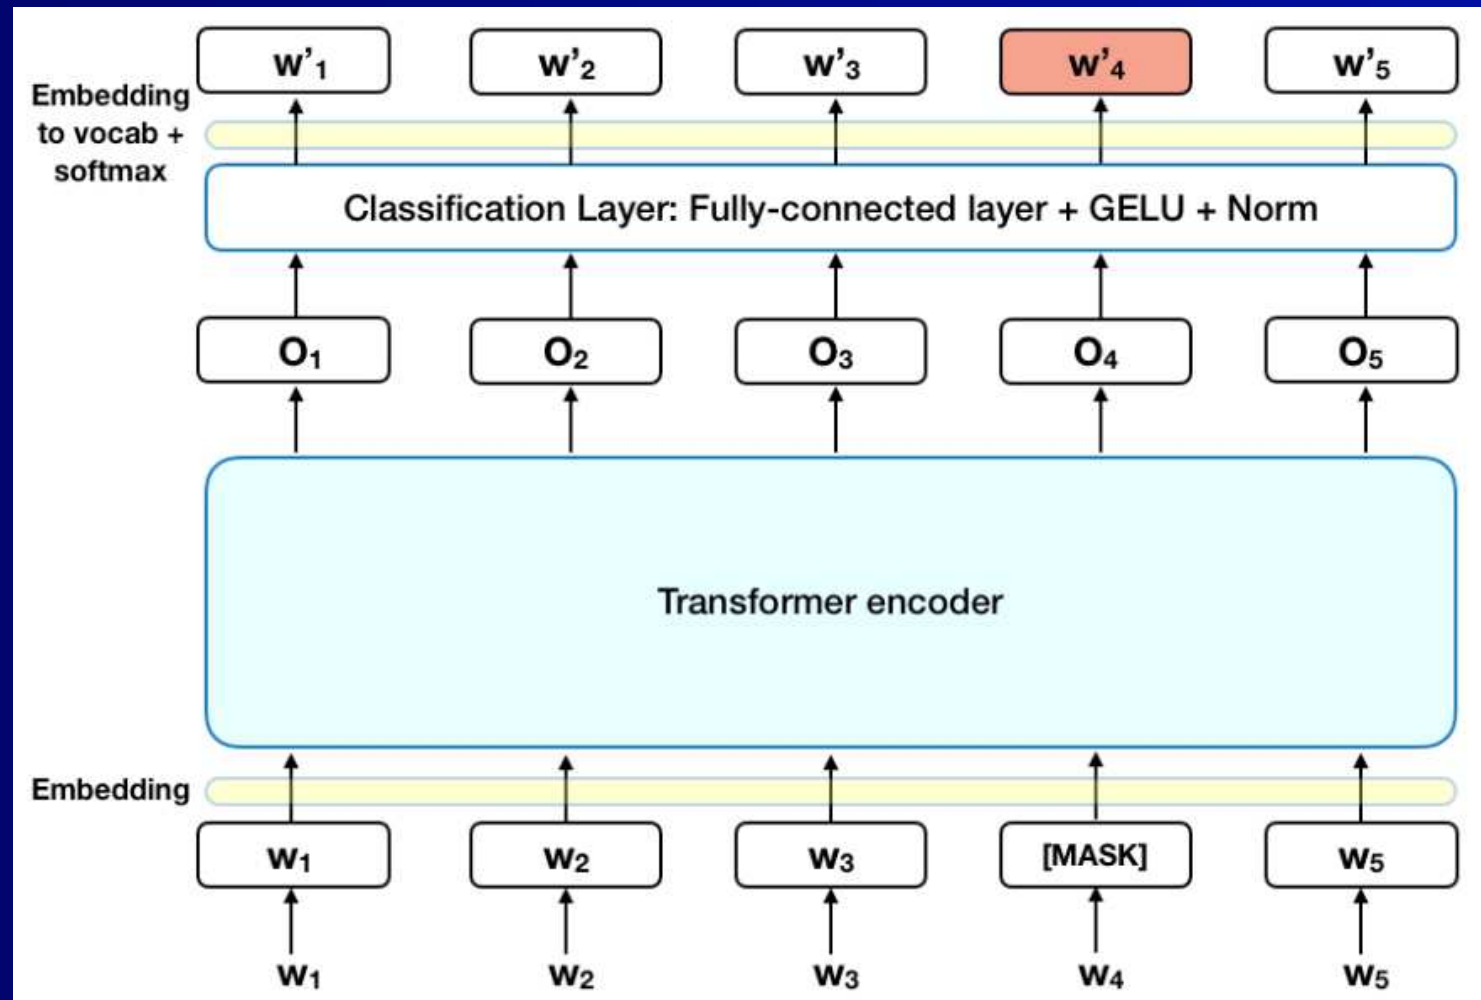 w’₁ w’₂ w’₃ w’₄ w’₅
Embedding
to vocab +
softmax
Classification Layer: Fully-connected layer + GELU + Norm
O₁ O₂ O₃ O₄ O₅
Transformer encoder
Embedding
w₁ w₂ w₃ [MASK] w₅
w₁ w₂ w₃ w₄ w₅